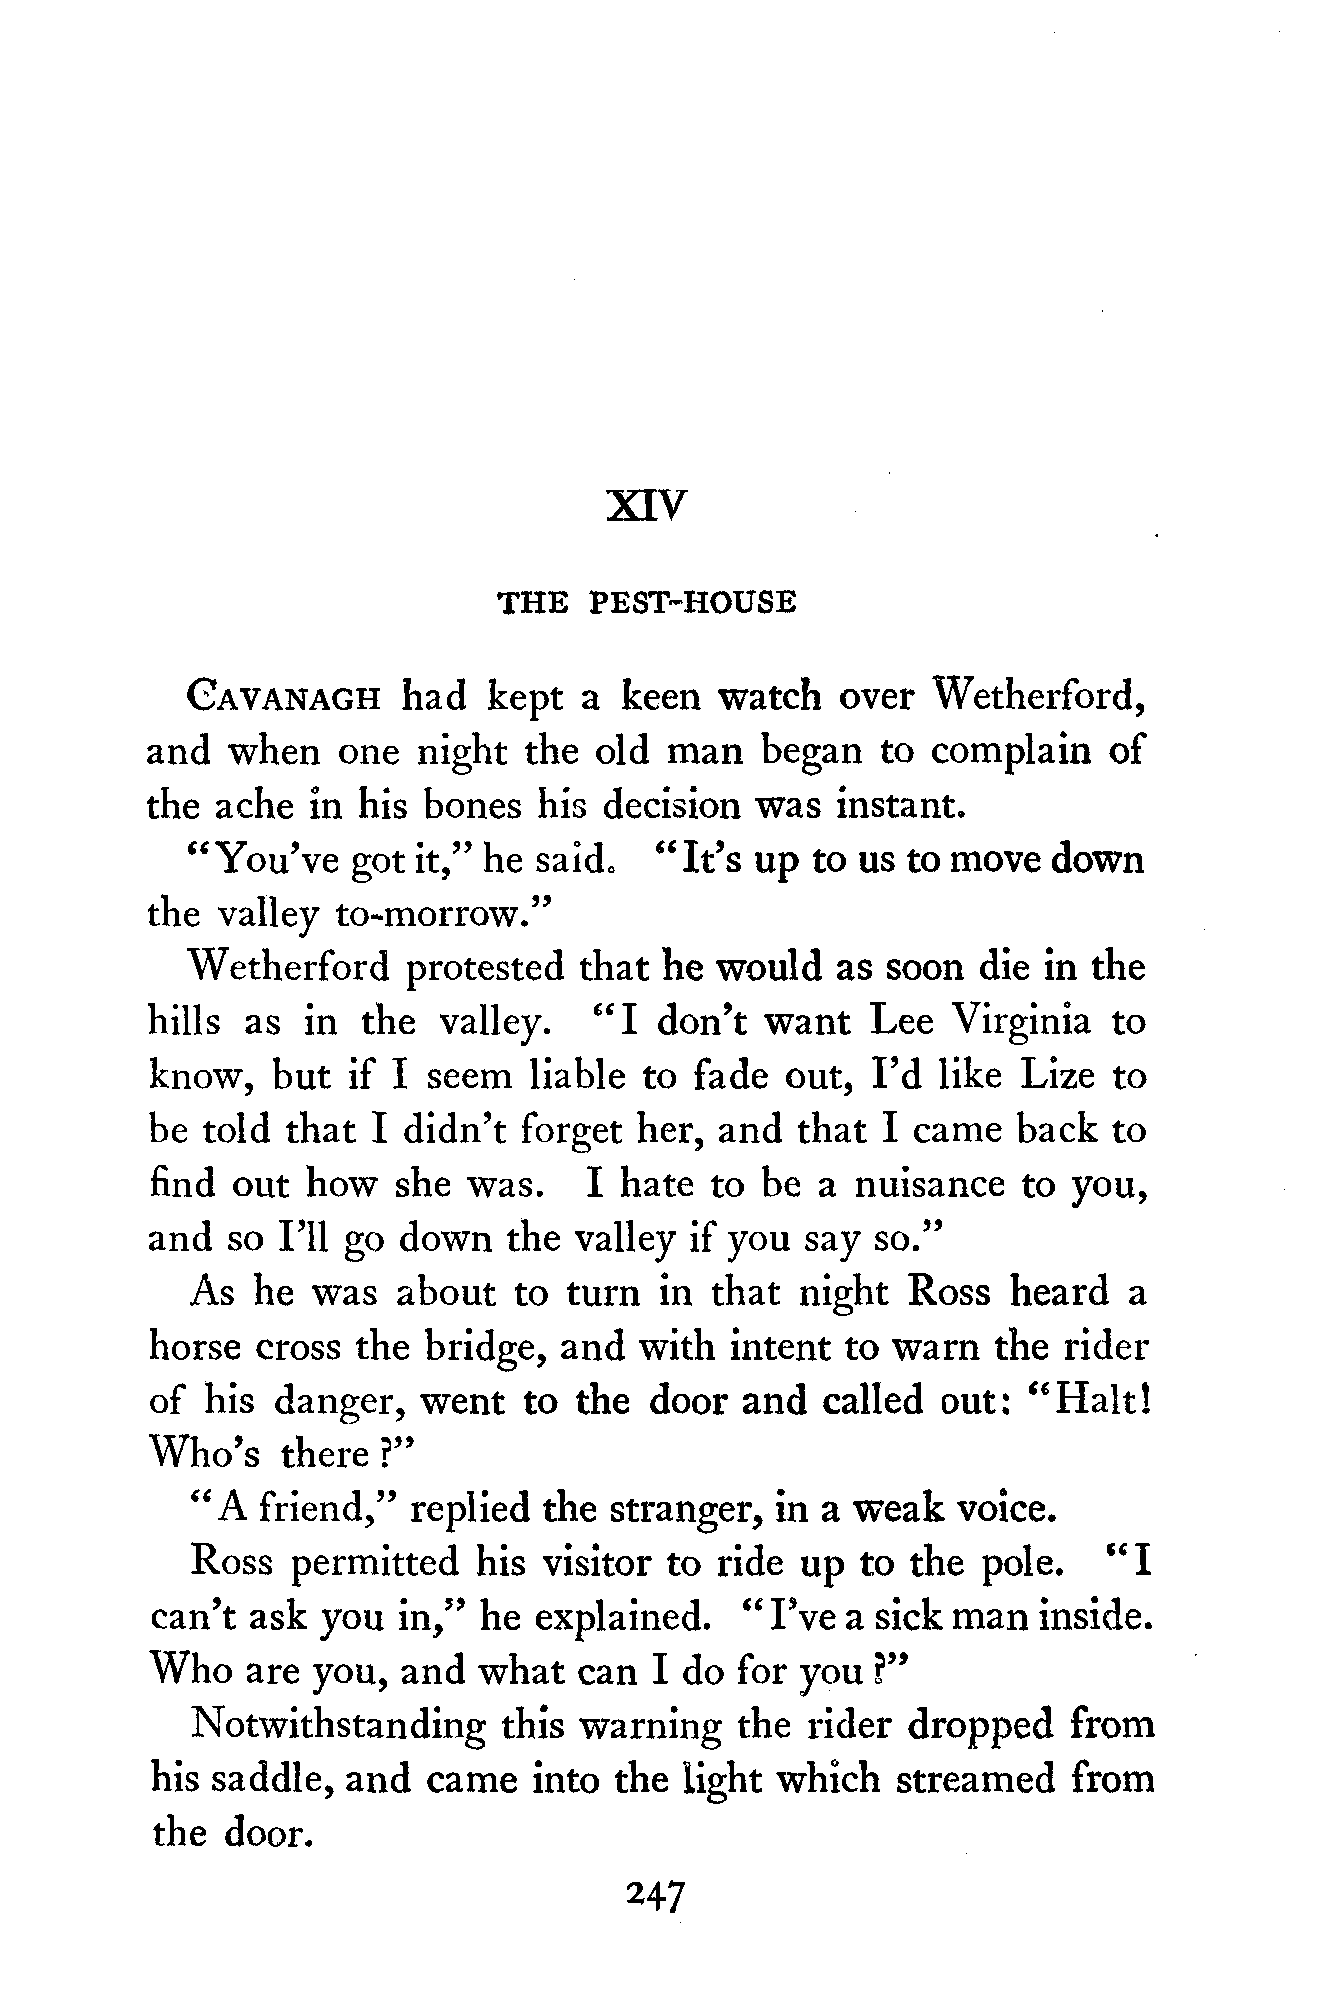 XIV
THE PEST-HOUSE
CAVANAGH had kept a keen watch over Wetherford,
and when one night the old man began to complain of
the ache in his bones his decision was instant.
"You've got it," he said. "It's up to us to move down
the valley to-morrow."
Wetherford protested that he would as soon die in the
hills as in the valley. "I don't want Lee Virginia to
know, but if I seem liable to fade out, I'd like Lize to
be told that I didn't forget her, and that I came back to
find out how she was. I hate to be a nuisance to you,
and so I'll go down the valley if you say so."
As he was about to turn in that night Ross heard a
horse cross the bridge, and with intent to warn the rider
of his danger, went to the door and called out: "Halt!
Who's there?"
"A friend," replied the stranger, in a weak voice.
Ross permitted his visitor to ride up to the pole. "I
can't ask you in," he explained. "I've a sick man inside.
Who are you, and what can I do for you?"
Notwithstanding this warning the rider dropped from
his saddle, and came into the light which streamed from
the door.
247